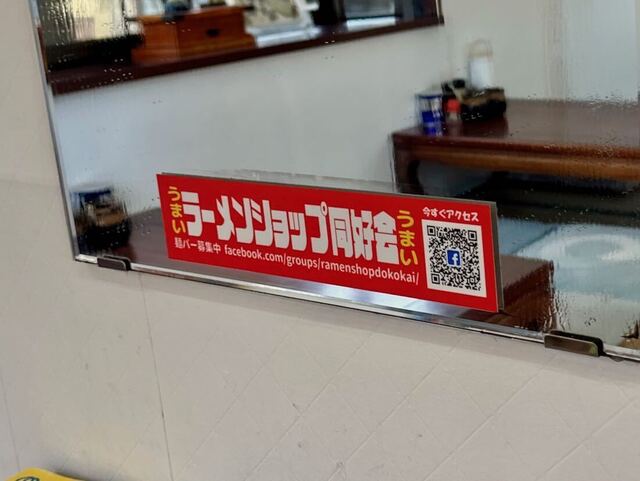 うまい ラーメンショップ同好会 うまい
麺バー募集中 facebook.com/groups/ramenshopdokokai/
今すぐアクセス
f